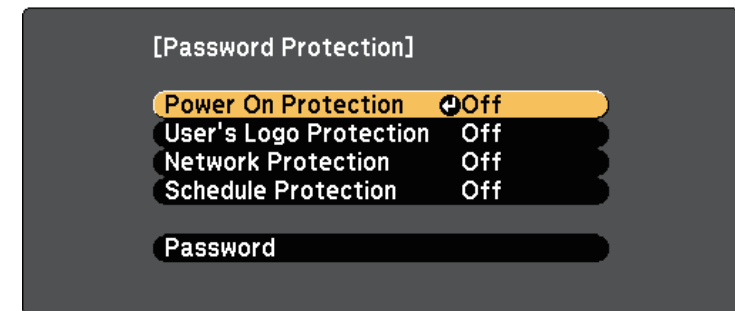 [Password Protection]
Power On Protection Off
User's Logo Protection Off
Network Protection Off
Schedule Protection Off
Password